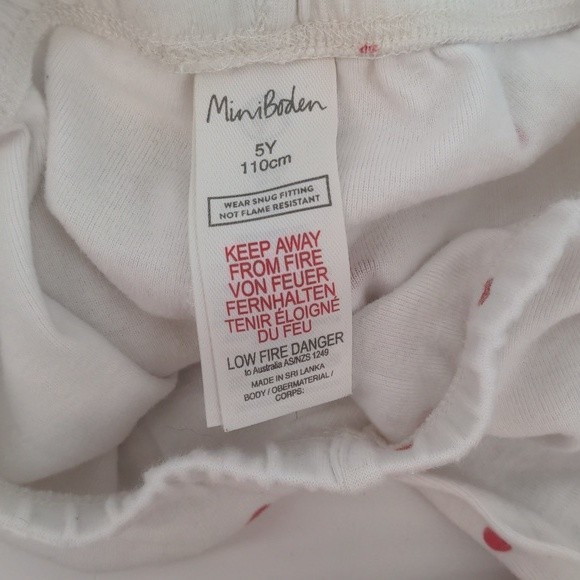 MiniBoden
5Y
110cm
WEAR SNUG FITTING
NOT FLAME RESISTANT
KEEP AWAY
FROM FIRE
VON FEUER
FERNHALTEN
TENIR ÉLOIGNÉ
DU FEU
LOW FIRE DANGER
to Australia AS/NZS 1249
MADE IN SRI LANKA
BODY / OBERMATERIAL /
CORPS: